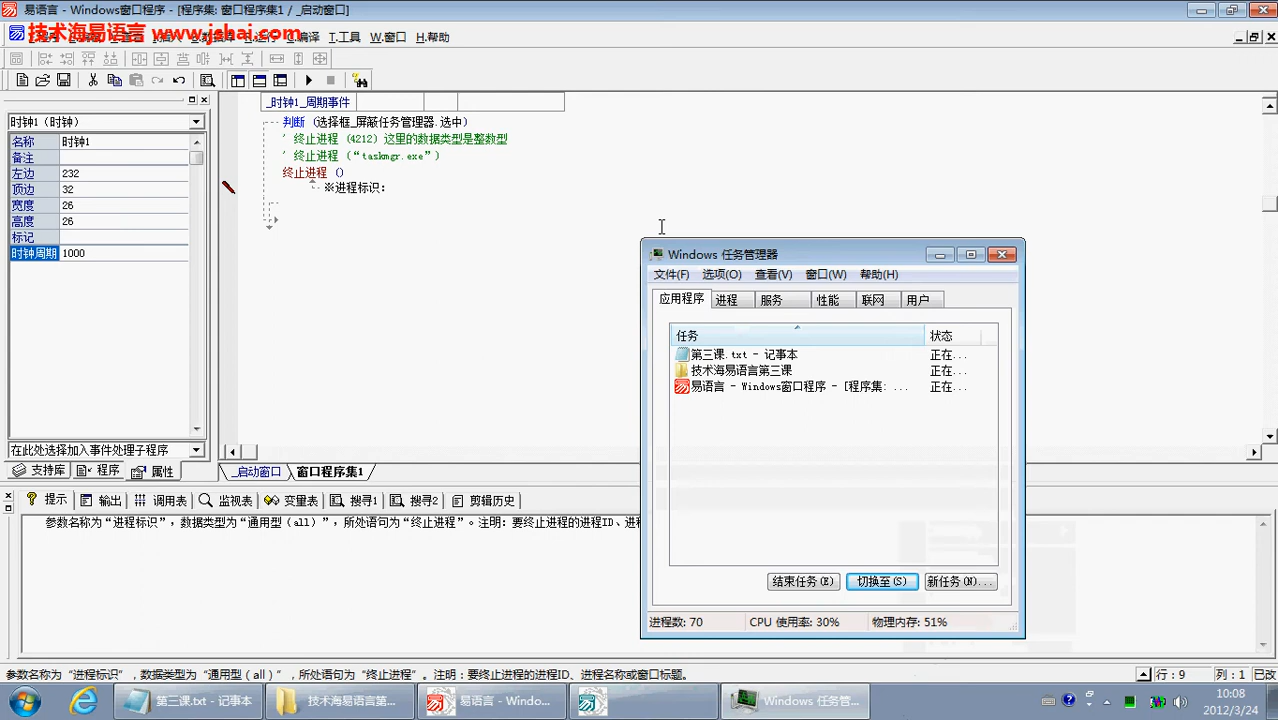 易语言 - Windows窗口程序 - [程序集: 窗口程序集1 / _启动窗口]
技术海易语言 www.jshai.com
T.工具 W.窗口 H.帮助
时钟1（时钟）
名称 时钟1
备注
左边 232
顶边 32
宽度 26
高度 26
标记
时钟周期 1000
在此处选择加入事件处理子程序
支持库 程序 属性
_时钟1_周期事件
判断 (选择框_屏蔽任务管理器.选中)
' 终止进程 (4212) 这里的数据类型是整数型
' 终止进程 (“taskmgr.exe”)
终止进程 ()
※进程标识:
_启动窗口 窗口程序集1
Windows 任务管理器
文件(F) 选项(O) 查看(V) 窗口(W) 帮助(H)
应用程序 进程 服务 性能 联网 用户
任务 状态
第三课.txt - 记事本 正在...
技术海易语言第三课 正在...
易语言 - Windows窗口程序 - [程序集: ... 正在...
结束任务(E) 切换至(S) 新任务(N)...
进程数: 70 CPU 使用率: 30% 物理内存: 51%
提示 输出 调用表 监视表 变量表 搜寻1 搜寻2 剪辑历史
参数名称为“进程标识”，数据类型为“通用型（all）”，所处语句为“终止进程”。注明：要终止进程的进程ID、进
参数名称为“进程标识”，数据类型为“通用型（all）”，所处语句为“终止进程”。注明：要终止进程的进程ID、进程名称或窗口标题。
行:9 列:1 已改
第三课.txt - 记事本 技术海易语言第... 易语言 - Windo... Windows 任务管...
10:08
2012/3/24